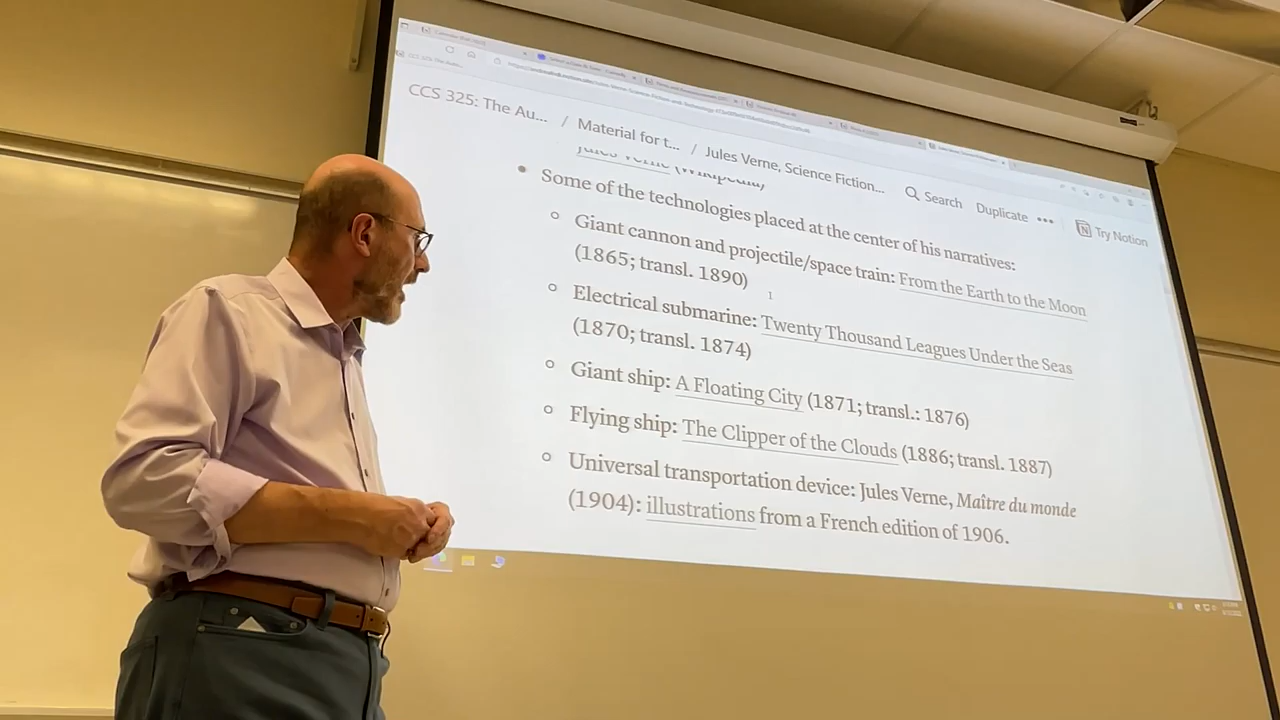 CCS 325: The Au... / Material for t... / Jules Verne, Science Fiction... Search Duplicate ••• Try Notion
Jules Verne (Wikipedia)
• Some of the technologies placed at the center of his narratives:
○ Giant cannon and projectile/space train: From the Earth to the Moon
(1865; transl. 1890)
○ Electrical submarine: Twenty Thousand Leagues Under the Seas
(1870; transl. 1874)
○ Giant ship: A Floating City (1871; transl.: 1876)
○ Flying ship: The Clipper of the Clouds (1886; transl. 1887)
○ Universal transportation device: Jules Verne, Maître du monde
(1904): illustrations from a French edition of 1906.